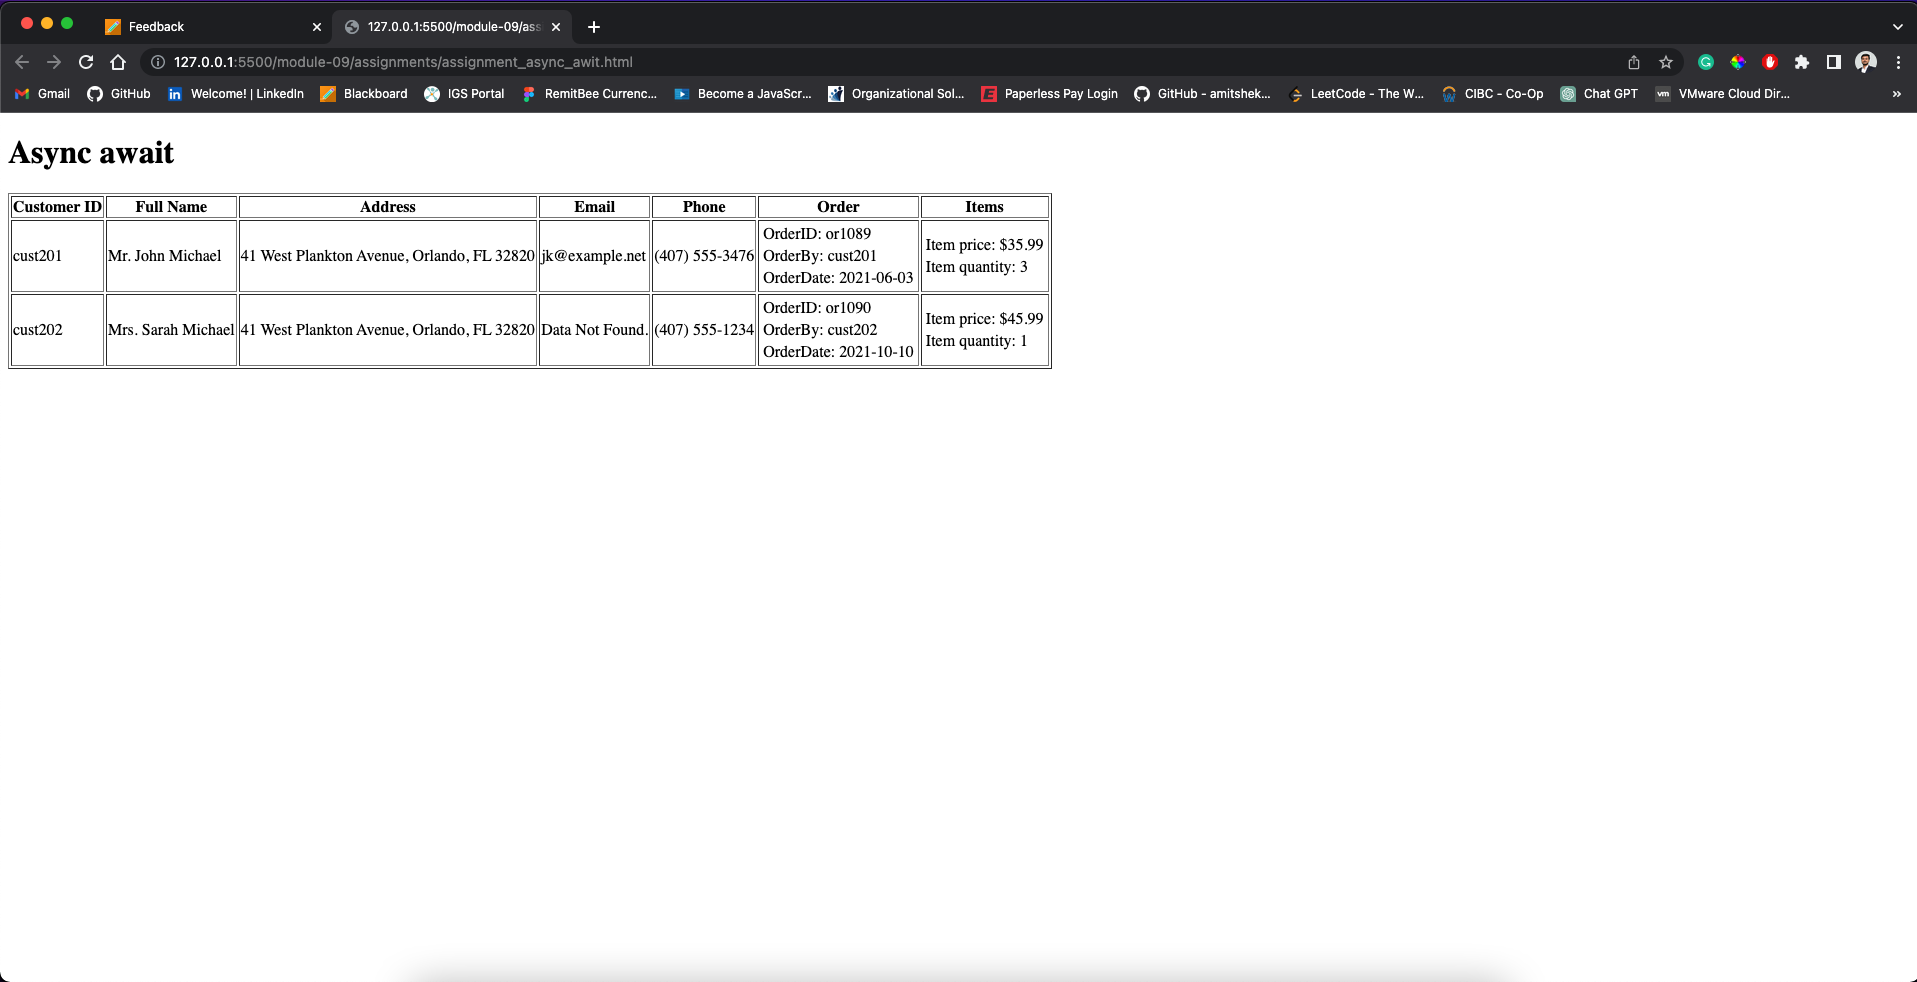 Feedback
127.0.0.1:5500/module-09/ass
127.0.0.1:5500/module-09/assignments/assignment_async_awit.html
Gmail GitHub Welcome! | LinkedIn Blackboard IGS Portal RemitBee Currenc... Become a JavaScr... Organizational Sol... Paperless Pay Login GitHub - amitshek... LeetCode - The W... CIBC - Co-Op Chat GPT vm VMware Cloud Dir... »
Async await
Customer ID Full Name Address Email Phone Order Items
cust201 Mr. John Michael 41 West Plankton Avenue, Orlando, FL 32820 jk@example.net (407) 555-3476
OrderID: or1089
OrderBy: cust201
OrderDate: 2021-06-03
Item price: $35.99
Item quantity: 3
cust202 Mrs. Sarah Michael 41 West Plankton Avenue, Orlando, FL 32820 Data Not Found. (407) 555-1234
OrderID: or1090
OrderBy: cust202
OrderDate: 2021-10-10
Item price: $45.99
Item quantity: 1